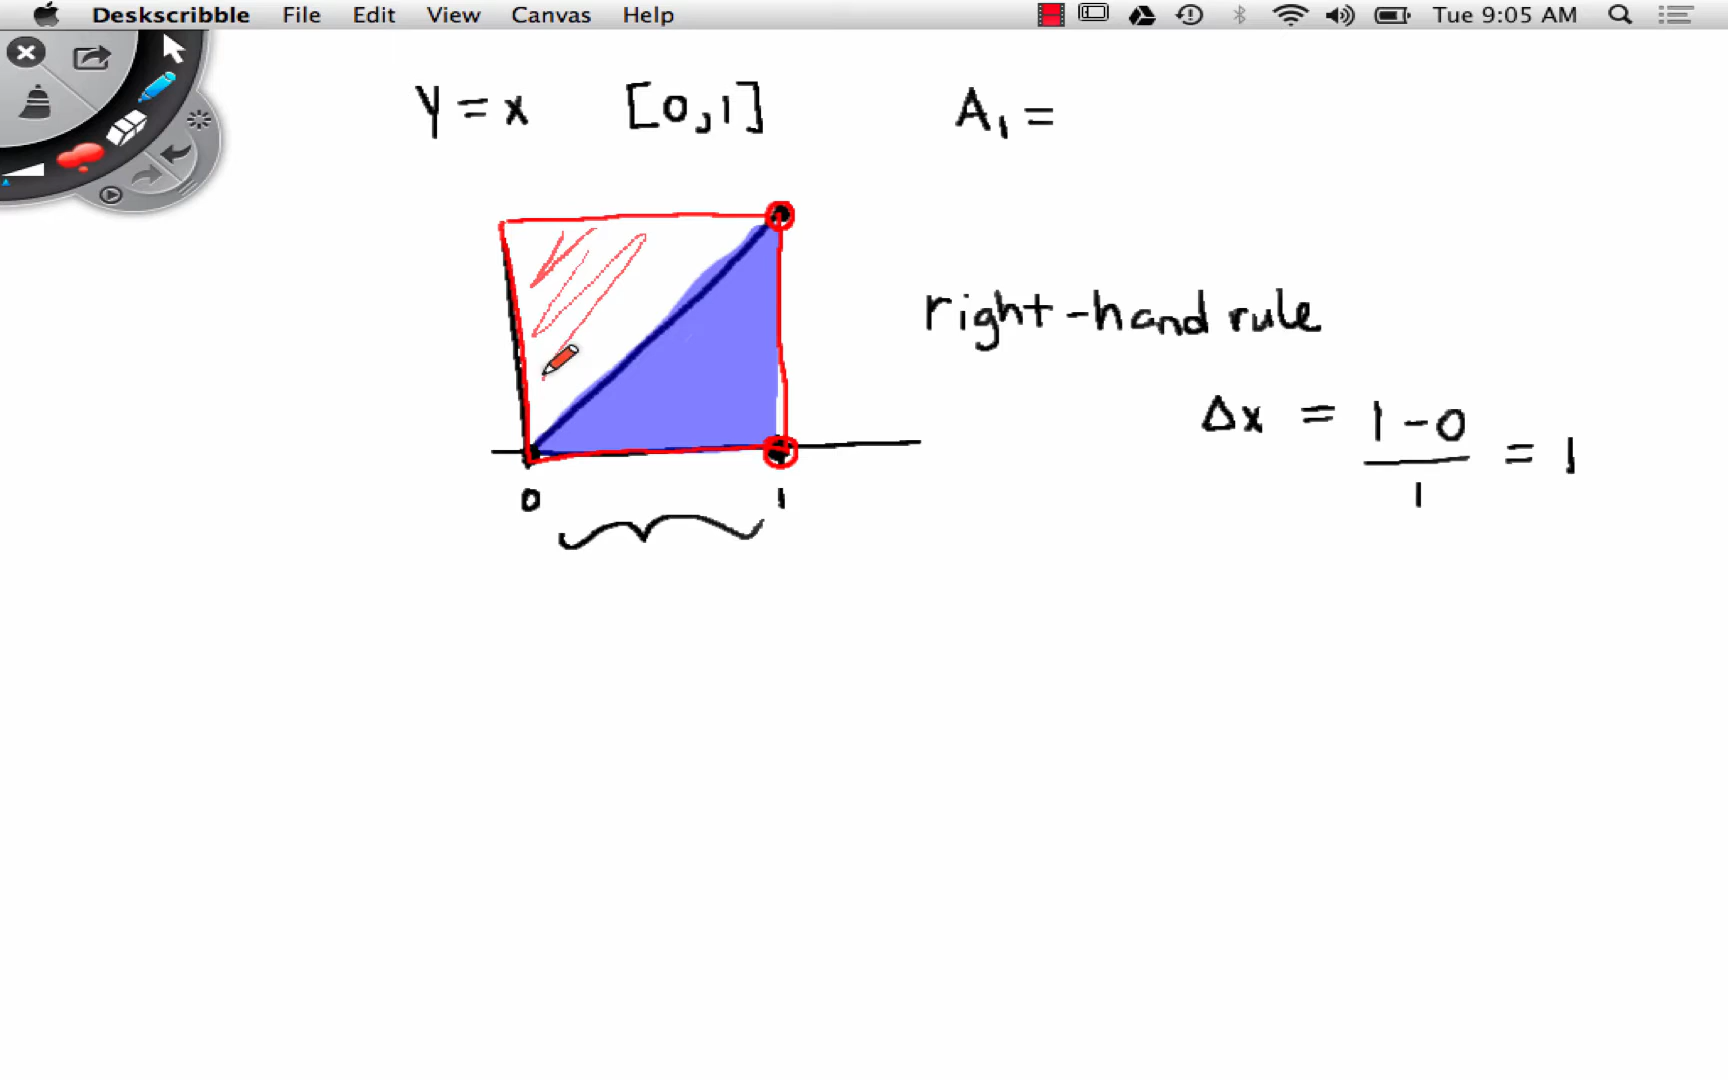 Deskscribble File Edit View Canvas Help Tue 9:05 AM
Y = x [0,1] A₁ =
right-hand rule
Δx = 1-0 = 1
1
0 1